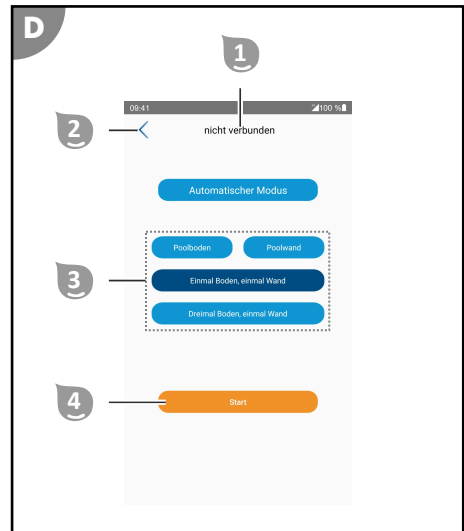 D
1
09:41 100 %
2
nicht verbunden
Automatischer Modus
Poolboden Poolwand
3
Einmal Boden, einmal Wand
Dreimal Boden, einmal Wand
4
Start